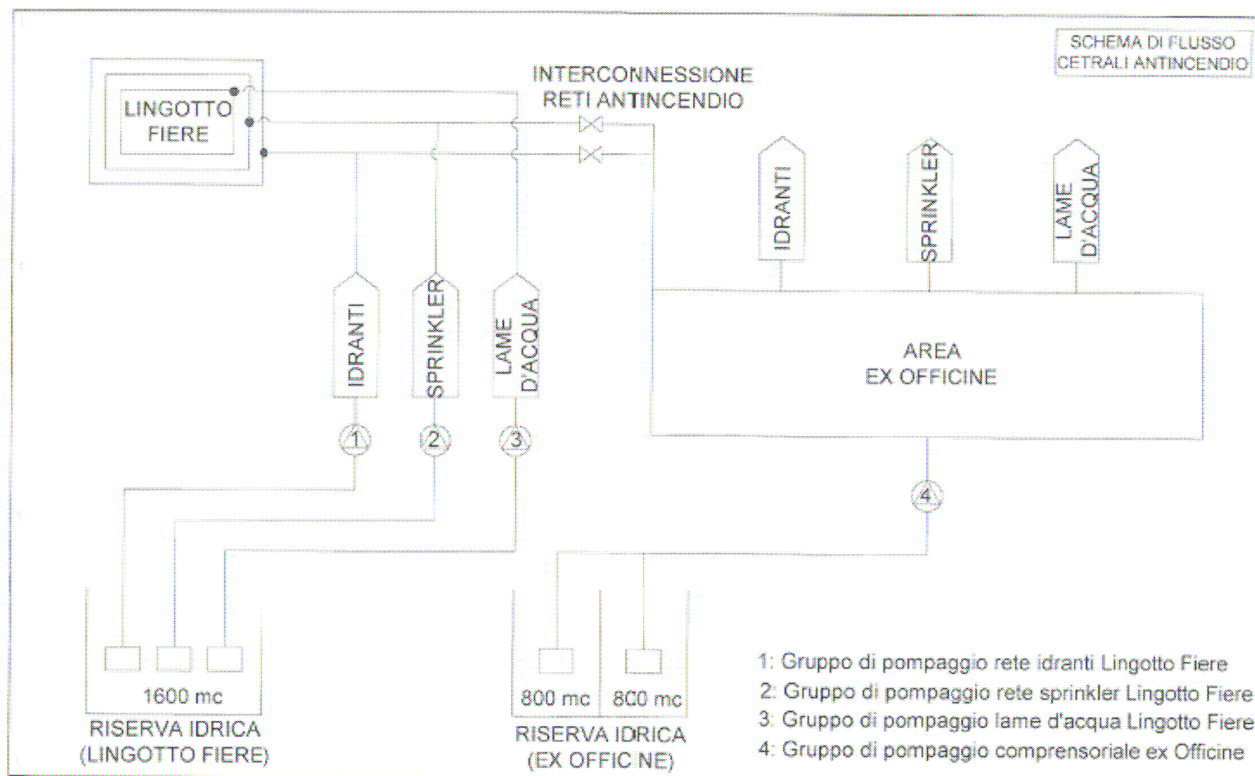 SCHEMA DI FLUSSO
CETRALI ANTINCENDIO
INTERCONNESSIONE
RETI ANTINCENDIO
LINGOTTO
FIERE
IDRANTI
SPRINKLER
LAME
D'ACQUA
IDRANTI
SPRINKLER
LAME
D'ACQUA
AREA
EX OFFICINE
1
2
3
4
1600 mc
RISERVA IDRICA
(LINGOTTO FIERE)
800 mc
800 mc
RISERVA IDRICA
(EX OFFICINE)
1: Gruppo di pompaggio rete idranti Lingotto Fiere
2: Gruppo di pompaggio rete sprinkler Lingotto Fiere
3: Gruppo di pompaggio lame d'acqua Lingotto Fiere
4: Gruppo di pompaggio comprensoriale ex Officine